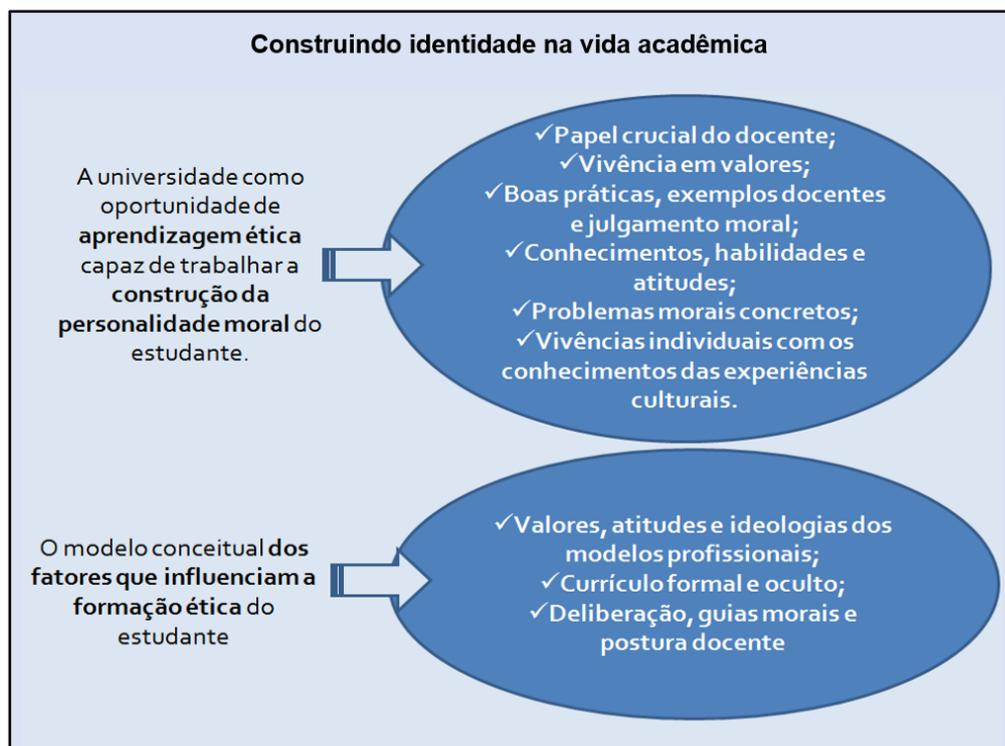 Construindo identidade na vida acadêmica
A universidade como
oportunidade de
aprendizagem ética
capaz de trabalhar a
construção da
personalidade moral do
estudante.
✓Papel crucial do docente;
✓Vivência em valores;
✓Boas práticas, exemplos docentes
e julgamento moral;
✓Conhecimentos, habilidades e
atitudes;
✓Problemas morais concretos;
✓Vivências individuais com os
conhecimentos das experiências
culturais.
O modelo conceitual dos
fatores que influenciam a
formação ética do
estudante
✓Valores, atitudes e ideologias dos
modelos profissionais;
✓Currículo formal e oculto;
✓Deliberação, guias morais e
postura docente